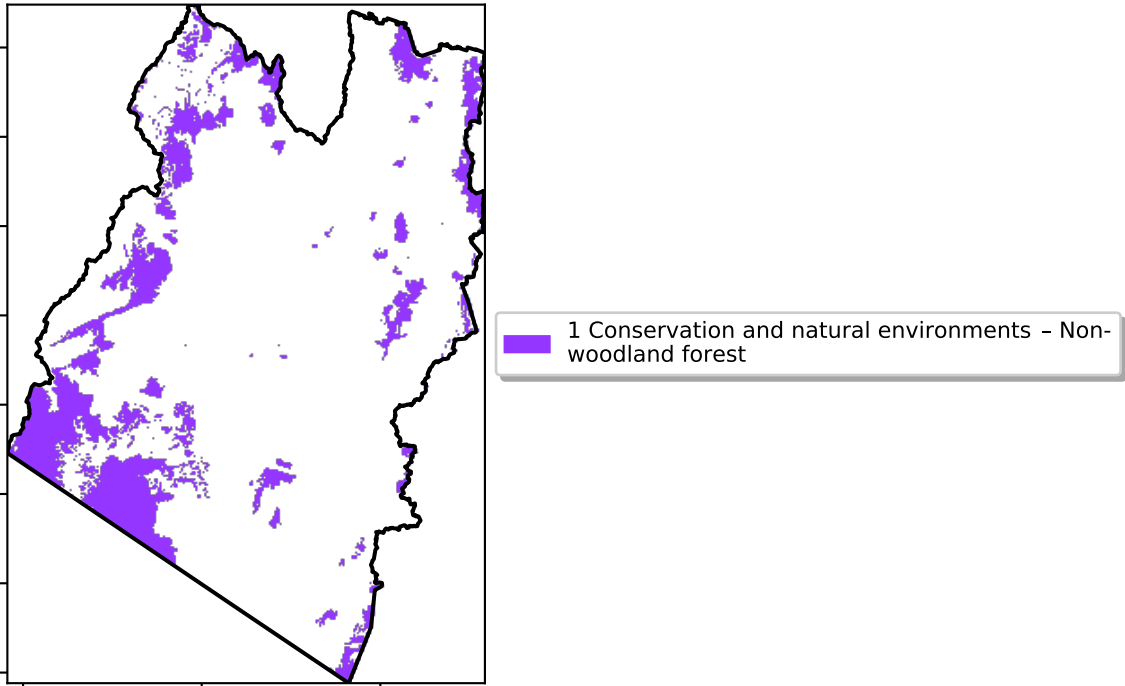 1 Conservation and natural environments – Non-
woodland forest